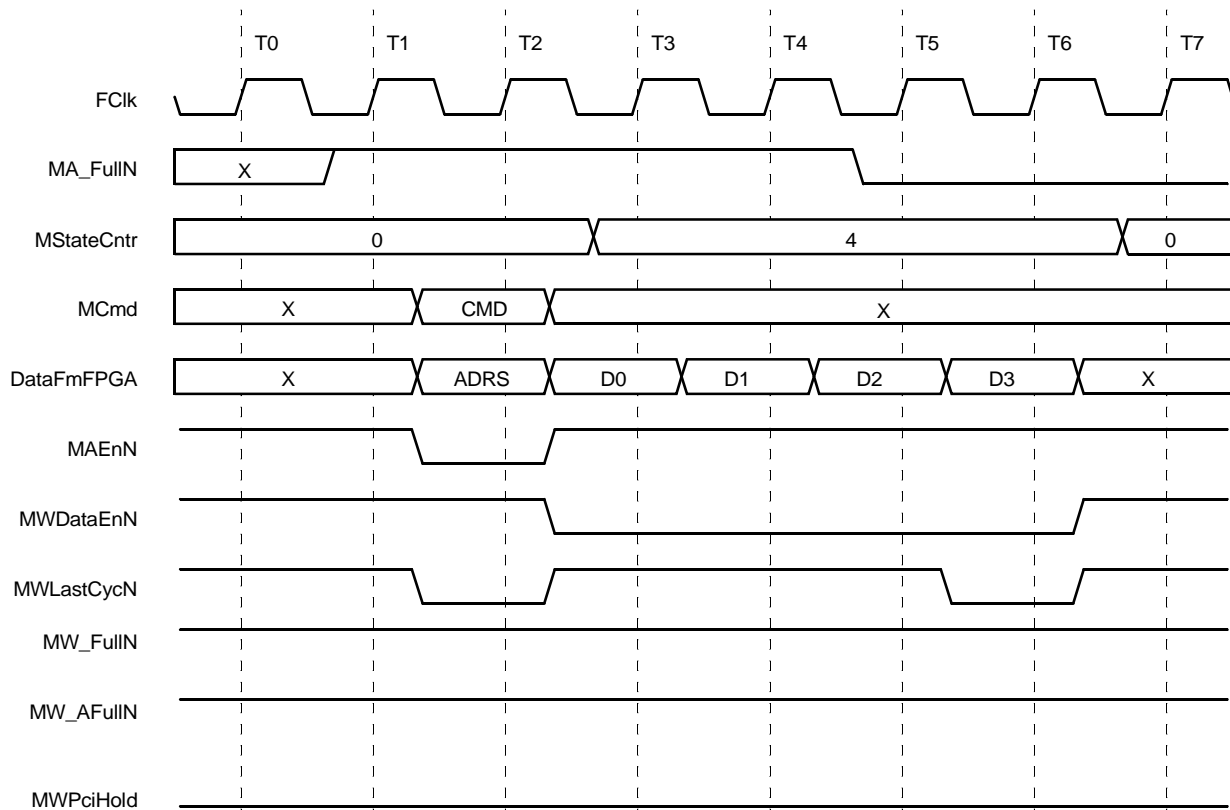 T0 T1 T2 T3 T4 T5 T6 T7
FClk
MA_FullN X
MStateCntr 0 4 0
MCmd X CMD X
DataFmFPGA X ADRS D0 D1 D2 D3 X
MAEnN
MWDataEnN
MWLastCycN
MW_FullN
MW_AFullN
MWPciHold